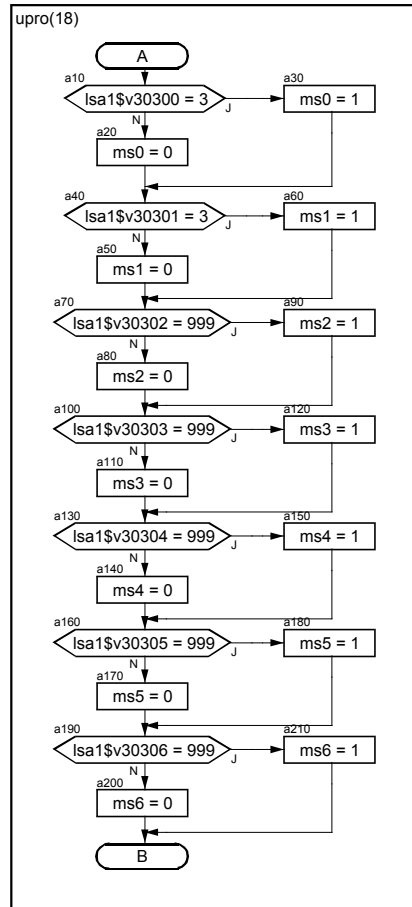 upro(18)
A
a10
lsa1$v30300 = 3
J
N
a30
ms0 = 1
a20
ms0 = 0
a40
lsa1$v30301 = 3
J
N
a60
ms1 = 1
a50
ms1 = 0
a70
lsa1$v30302 = 999
J
N
a90
ms2 = 1
a80
ms2 = 0
a100
lsa1$v30303 = 999
J
N
a120
ms3 = 1
a110
ms3 = 0
a130
lsa1$v30304 = 999
J
N
a150
ms4 = 1
a140
ms4 = 0
a160
lsa1$v30305 = 999
J
N
a180
ms5 = 1
a170
ms5 = 0
a190
lsa1$v30306 = 999
J
N
a210
ms6 = 1
a200
ms6 = 0
B